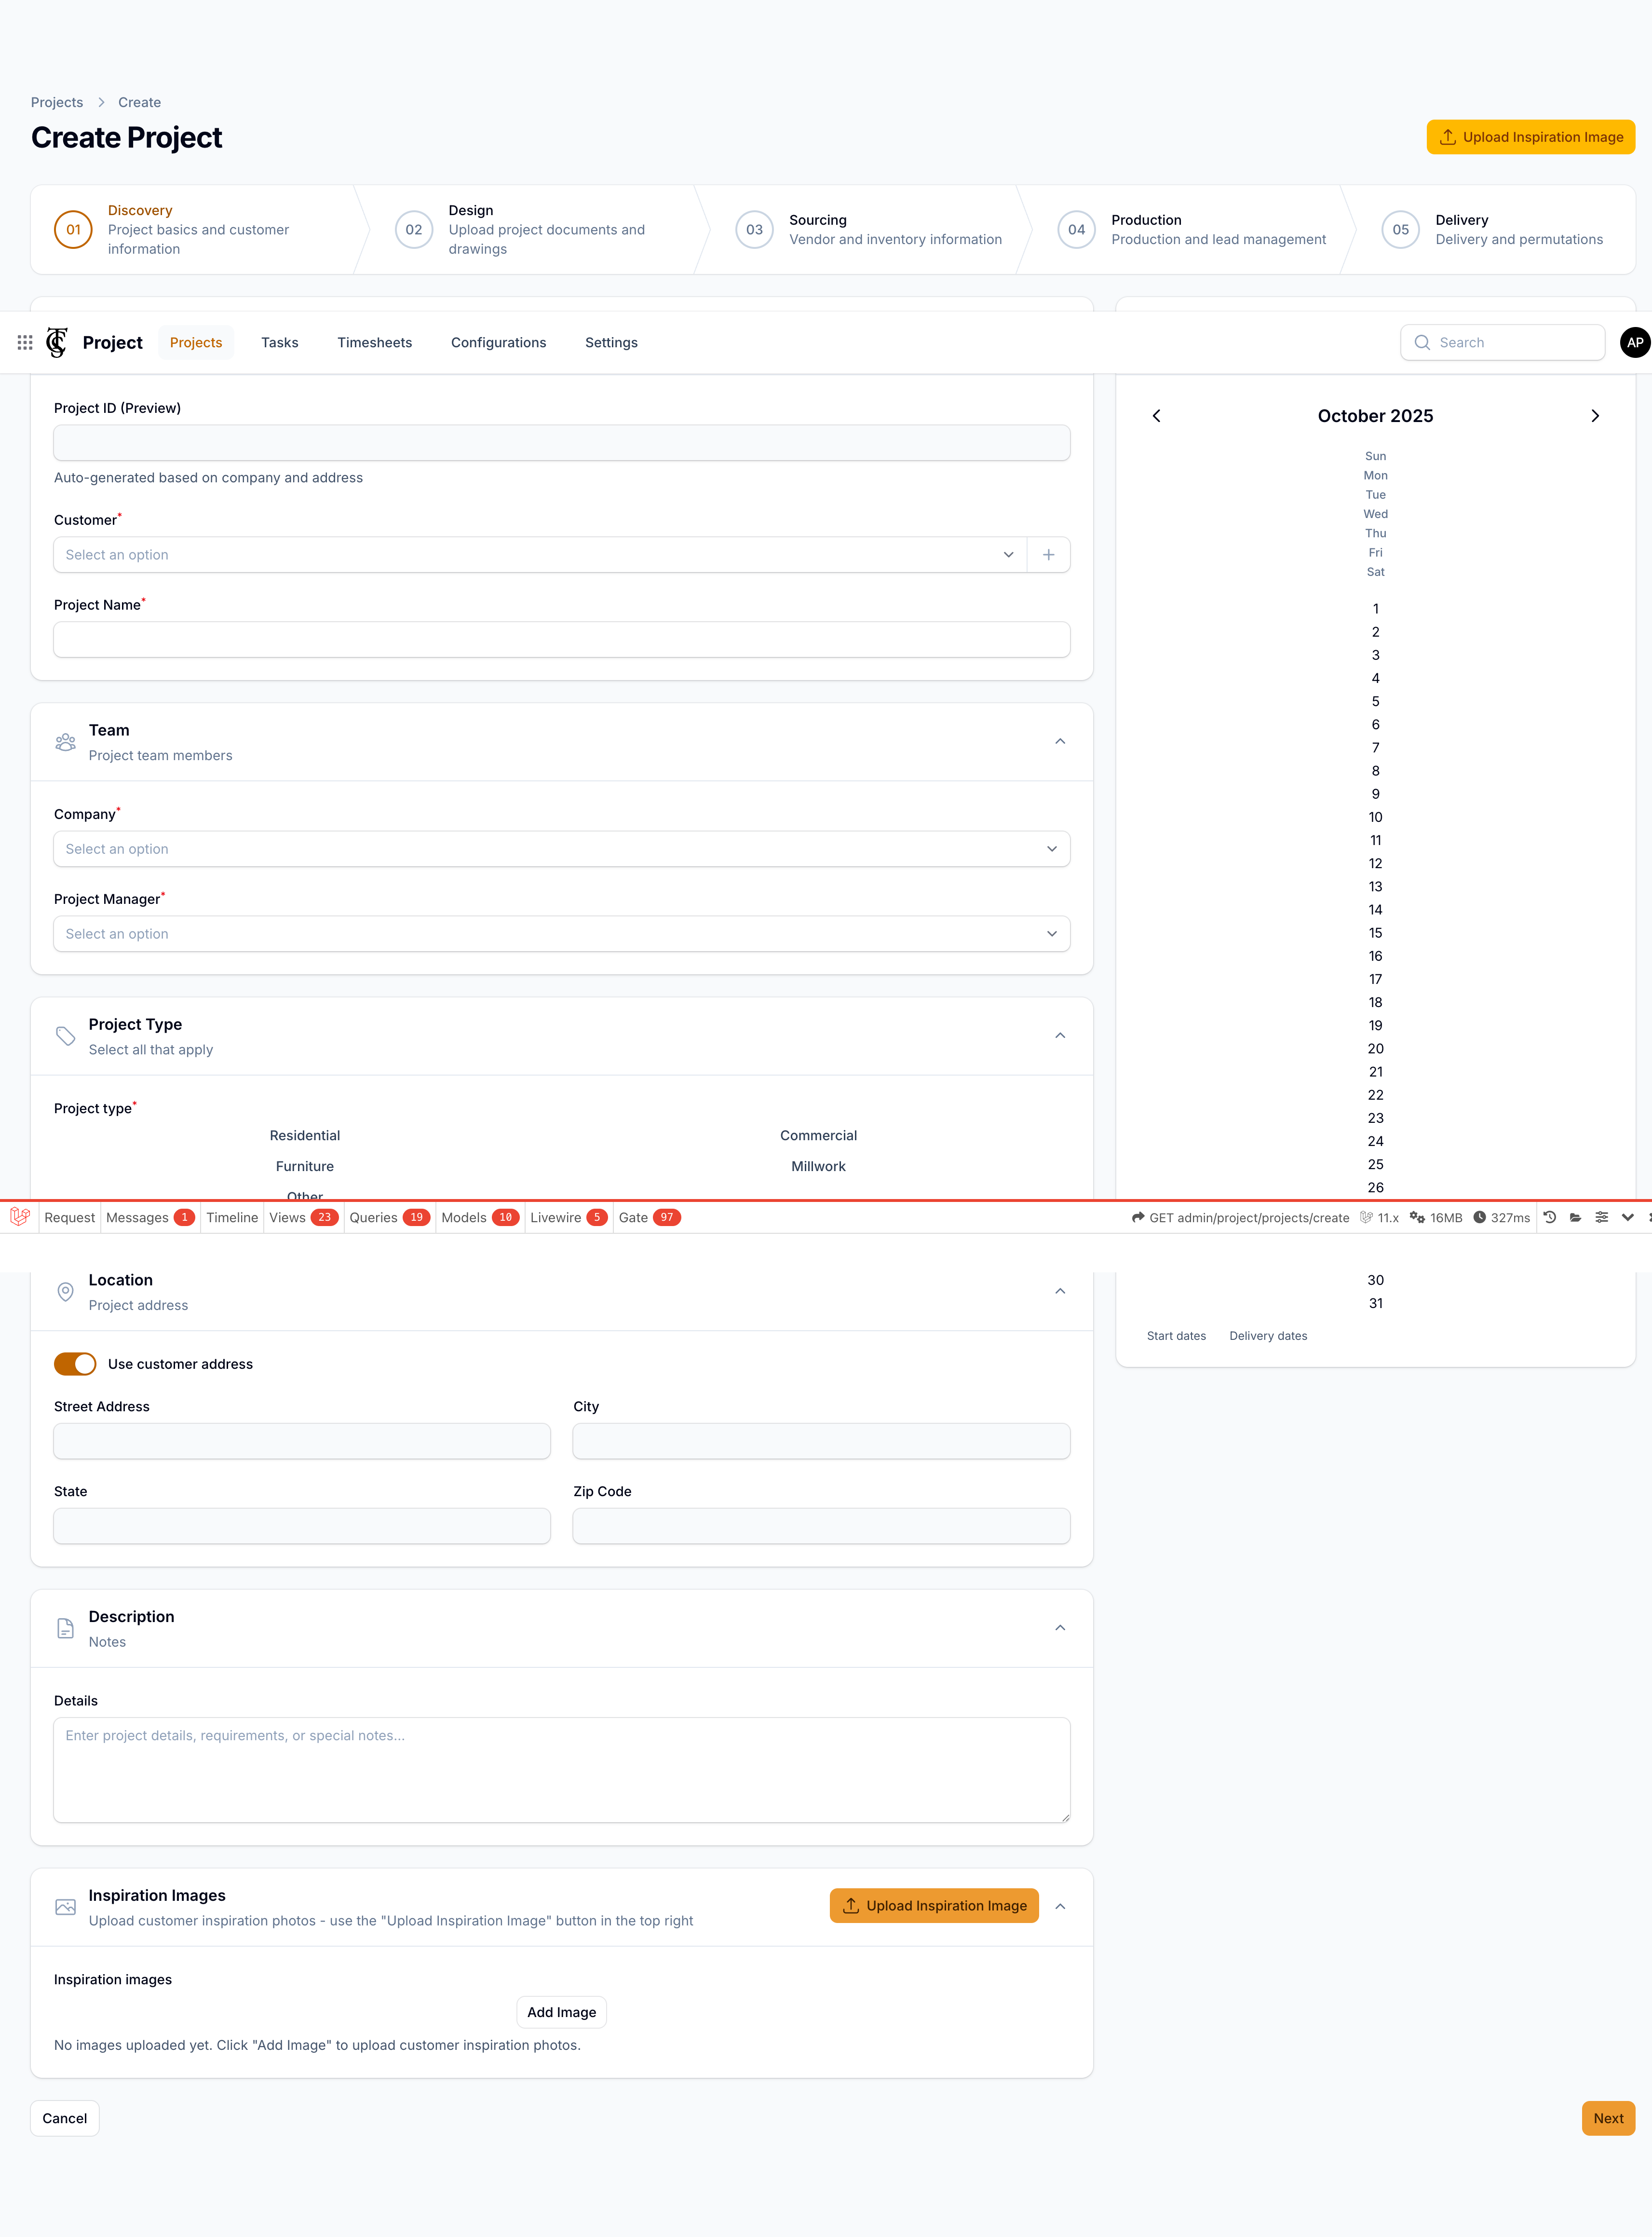 Projects > Create
Create Project
Upload Inspiration Image
01
Discovery
Project basics and customer
information
02
Design
Upload project documents and
drawings
03
Sourcing
Vendor and inventory information
04
Production
Production and lead management
05
Delivery
Delivery and permutations
Project
Projects
Tasks
Timesheets
Configurations
Settings
Search
AP
Project ID (Preview)
Auto-generated based on company and address
Customer*
Select an option
Project Name*
Team
Project team members
Company*
Select an option
Project Manager*
Select an option
Project Type
Select all that apply
Project type*
Residential
Commercial
Furniture
Millwork
Other
October 2025
Sun
Mon
Tue
Wed
Thu
Fri
Sat
1
2
3
4
5
6
7
8
9
10
11
12
13
14
15
16
17
18
19
20
21
22
23
24
25
26
Request
Messages 1
Timeline
Views 23
Queries 19
Models 10
Livewire 5
Gate 97
GET admin/project/projects/create
11.x
16MB
327ms
30
31
Start dates
Delivery dates
Location
Project address
Use customer address
Street Address
City
State
Zip Code
Description
Notes
Details
Enter project details, requirements, or special notes...
Inspiration Images
Upload customer inspiration photos - use the "Upload Inspiration Image" button in the top right
Upload Inspiration Image
Inspiration images
Add Image
No images uploaded yet. Click "Add Image" to upload customer inspiration photos.
Cancel
Next